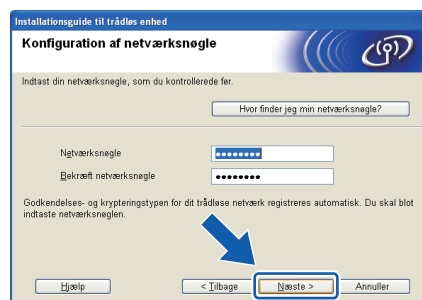 Installationsguide til trådløs enhed
Konfiguration af netværksnøgle
Indtast din netværksnøgle, som du kontrollerede før.
Hvor finder jeg min netværksnøgle?
Netværksnøgle ●●●●●●●●
Bekræft netværksnøgle ●●●●●●●●
Godkendelses- og krypteringstypen for dit trådløse netværk registreres automatisk. Du skal blot
indtaste netværksnøglen.
Hjælp < Tilbage Næste > Annuller